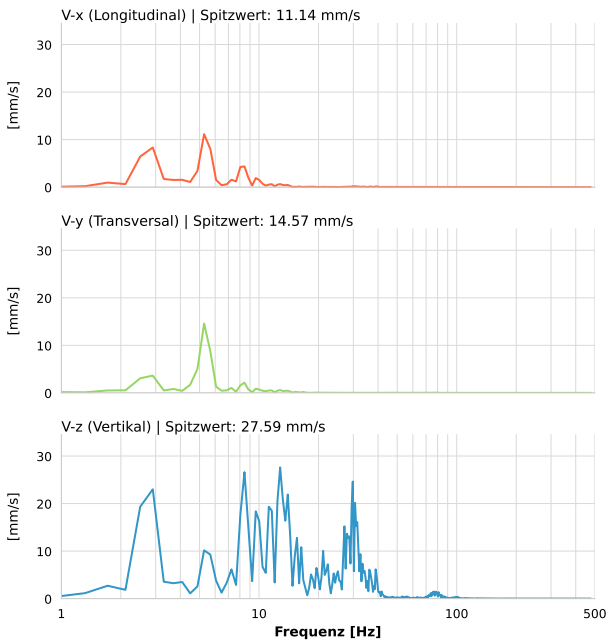 V-x (Longitudinal) | Spitzwert: 11.14 mm/s
[mm/s]
30
20
10
0
V-y (Transversal) | Spitzwert: 14.57 mm/s
[mm/s]
30
20
10
0
V-z (Vertikal) | Spitzwert: 27.59 mm/s
[mm/s]
30
20
10
0
1 10 100 500
Frequenz [Hz]